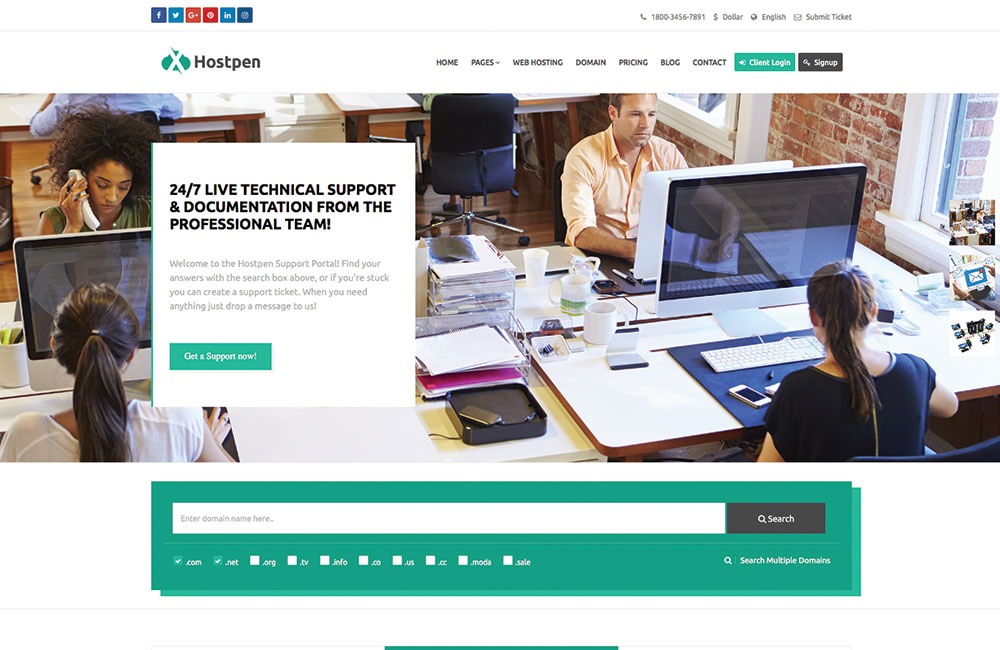 1800-3456-7891 $ Dollar English Submit Ticket
Hostpen
HOME PAGES WEB HOSTING DOMAIN PRICING BLOG CONTACT Client Login Signup
24/7 LIVE TECHNICAL SUPPORT
& DOCUMENTATION FROM THE
PROFESSIONAL TEAM!
Welcome to the Hostpen Support Portal! Find your
answers with the search box above, or if you're stuck
you can create a support ticket. When you need
anything just drop a message to us!
Get a Support now!
Enter domain name here..
Search
.com .net .org .tv .info .co .us .cc .moda .sale
Search Multiple Domains